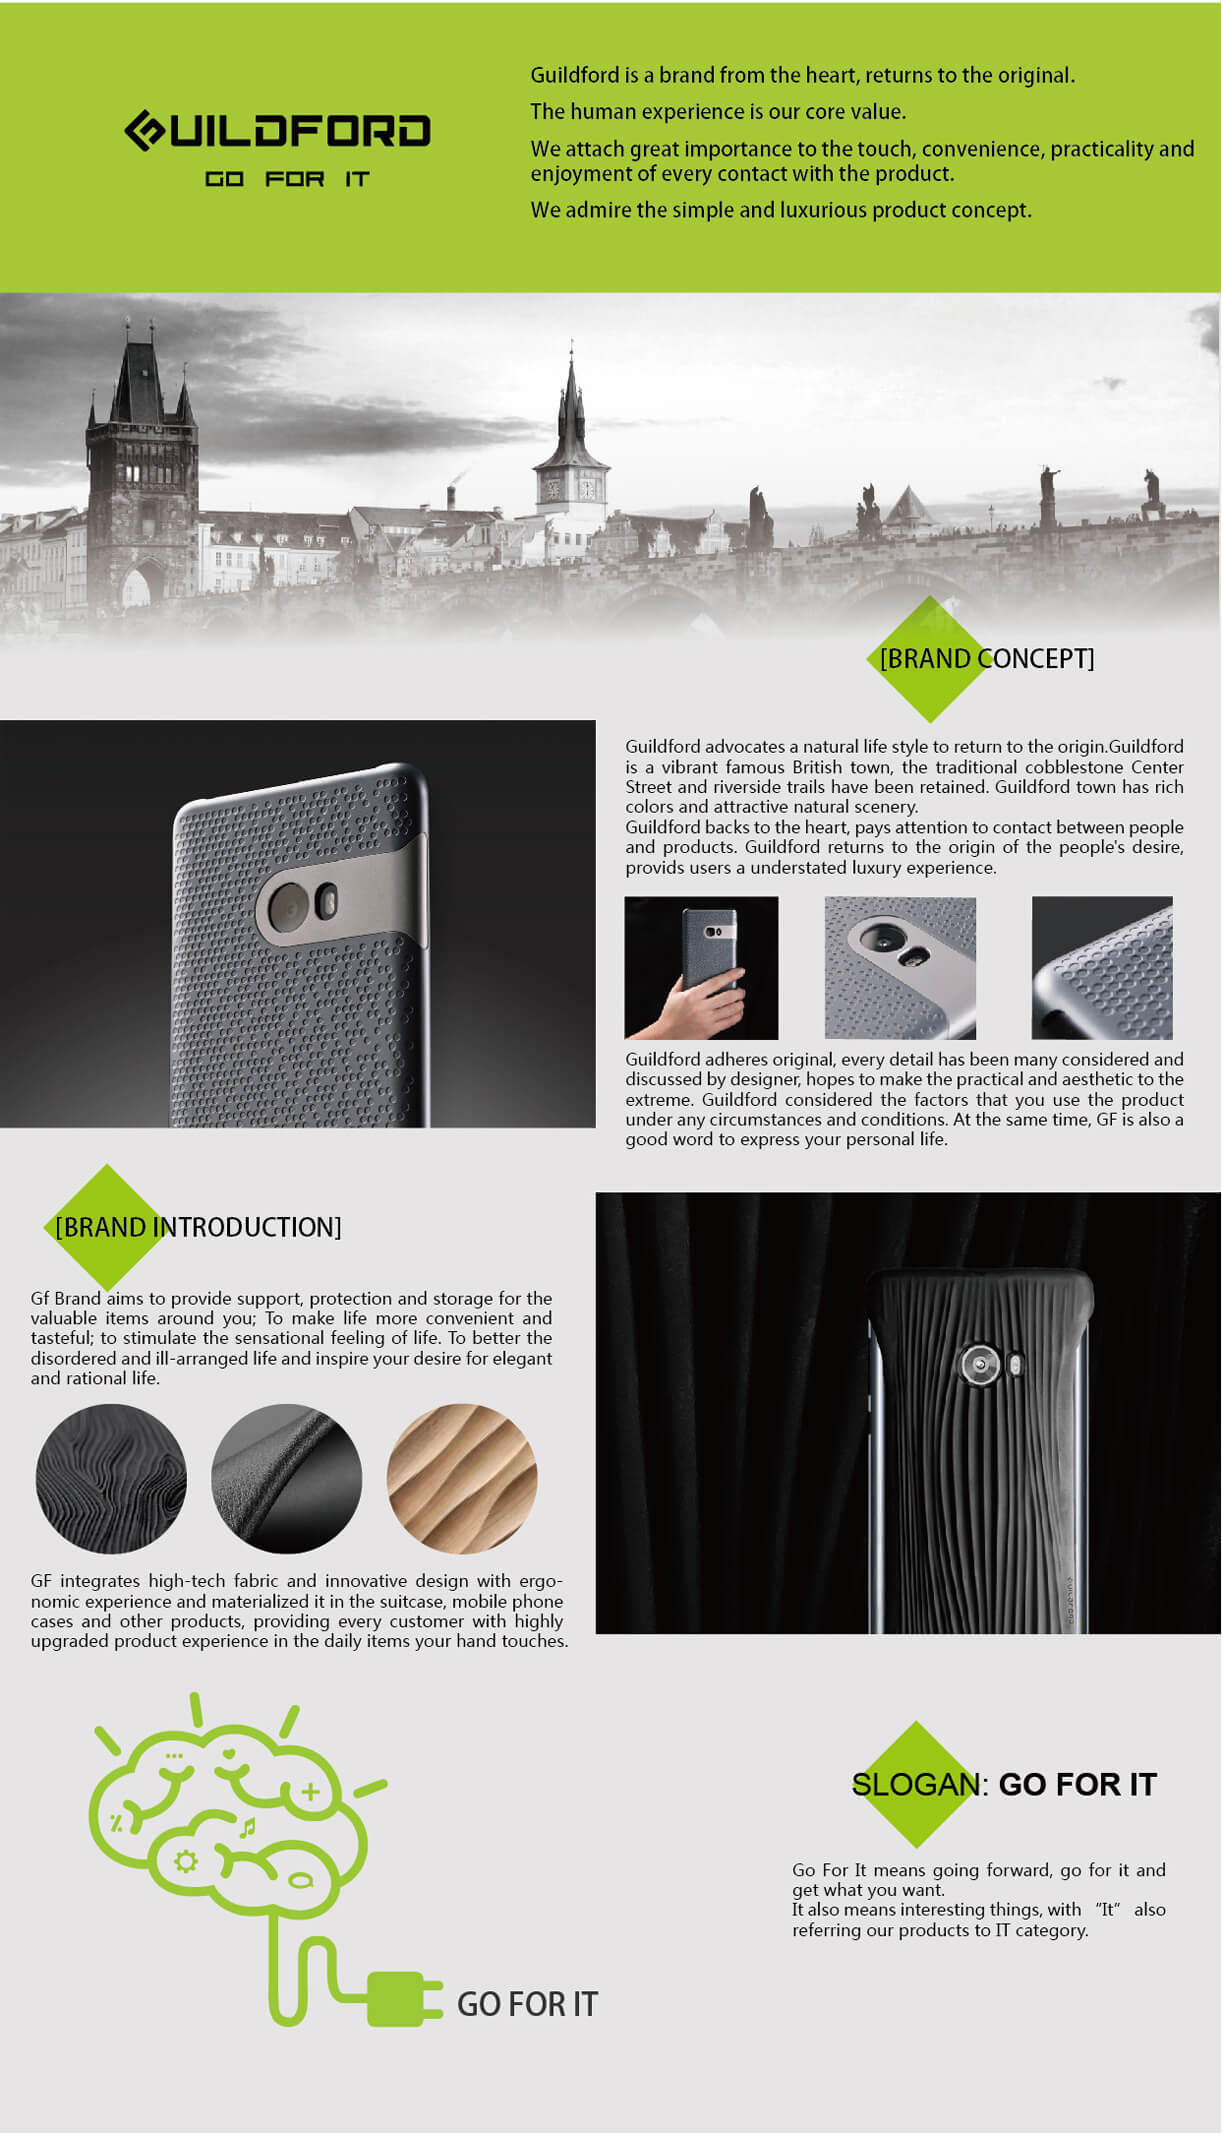 GUILDFORD
GO FOR IT
Guildford is a brand from the heart, returns to the original.
The human experience is our core value.
We attach great importance to the touch, convenience, practicality and
enjoyment of every contact with the product.
We admire the simple and luxurious product concept.
[BRAND CONCEPT]
Guildford advocates a natural life style to return to the origin.Guildford
is a vibrant famous British town, the traditional cobblestone Center
Street and riverside trails have been retained. Guildford town has rich
colors and attractive natural scenery.
Guildford backs to the heart, pays attention to contact between people
and products. Guildford returns to the origin of the people's desire,
provids users a understated luxury experience.
Guildford adheres original, every detail has been many considered and
discussed by designer, hopes to make the practical and aesthetic to the
extreme. Guildford considered the factors that you use the product
under any circumstances and conditions. At the same time, GF is also a
good word to express your personal life.
[BRAND INTRODUCTION]
Gf Brand aims to provide support, protection and storage for the
valuable items around you; To make life more convenient and
tasteful; to stimulate the sensational feeling of life. To better the
disordered and ill-arranged life and inspire your desire for elegant
and rational life.
GF integrates high-tech fabric and innovative design with ergo-
nomic experience and materialized it in the suitcase, mobile phone
cases and other products, providing every customer with highly
upgraded product experience in the daily items your hand touches.
GUILDFORD
SLOGAN: GO FOR IT
Go For It means going forward, go for it and
get what you want.
It also means interesting things, with “It” also
referring our products to IT category.
GO FOR IT